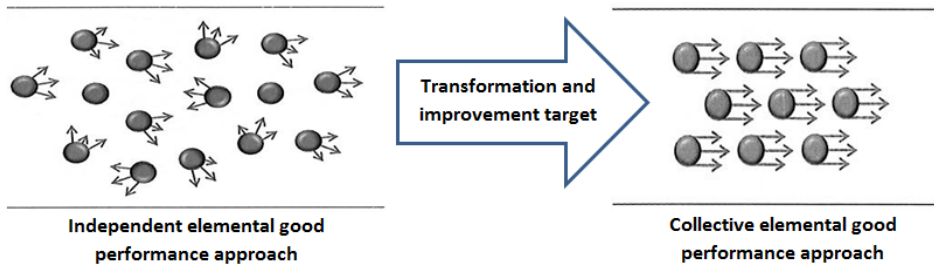 Transformation and
improvement target
Independent elemental good
performance approach
Collective elemental good
performance approach